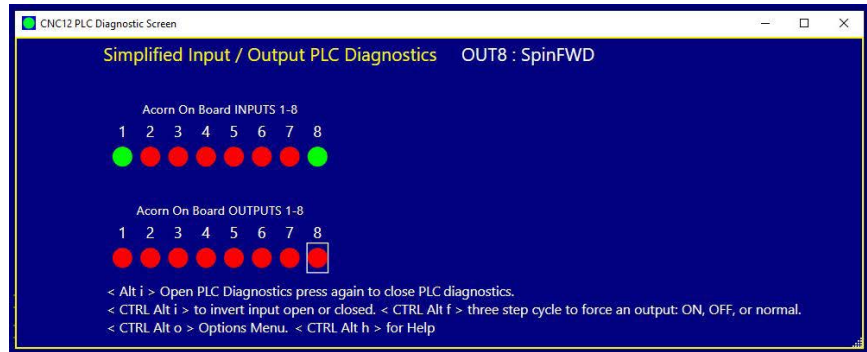 CNC12 PLC Diagnostic Screen
Simplified Input / Output PLC Diagnostics OUT8 : SpinFWD
Acorn On Board INPUTS 1-8
1 2 3 4 5 6 7 8
Acorn On Board OUTPUTS 1-8
1 2 3 4 5 6 7 8
< Alt i > Open PLC Diagnostics press again to close PLC diagnostics.
< CTRL Alt i > to invert input open or closed. < CTRL Alt f > three step cycle to force an output: ON, OFF, or normal.
< CTRL Alt o > Options Menu. < CTRL Alt h > for Help